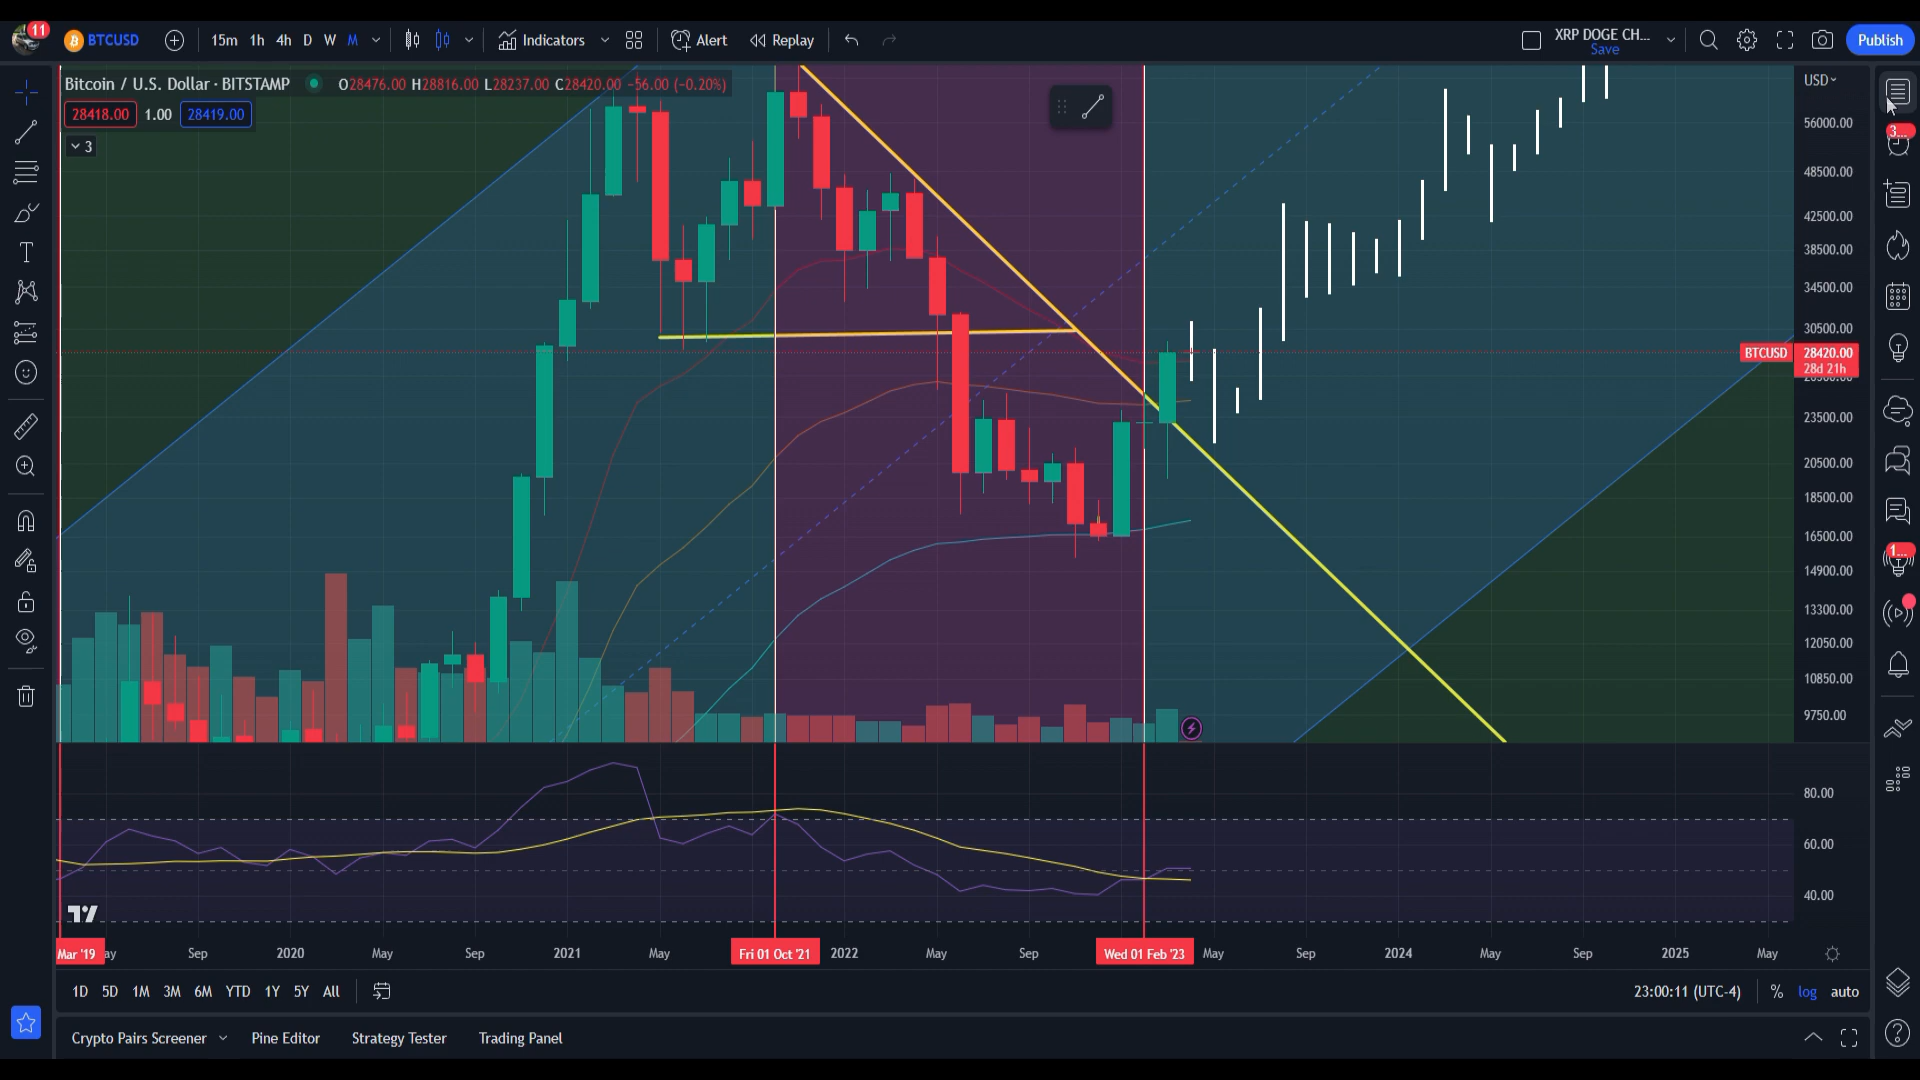 11
BTCUSD
15m 1h 4h D W M
Indicators
Alert
Replay
XRP DOGE CH...
Save
Publish
Bitcoin / U.S. Dollar · BITSTAMP
O28476.00 H28816.00 L28237.00 C28420.00 -56.00 (-0.20%)
28418.00 1.00 28419.00
3
USD
56000.00
48500.00
42500.00
38500.00
34500.00
30500.00
BTCUSD 28420.00
28d 21h
23500.00
20500.00
18500.00
16500.00
14900.00
13300.00
12050.00
10850.00
9750.00
80.00
60.00
40.00
3...
1...
Mar '19 Sep 2020 May Sep 2021 May Fri 01 Oct '21 2022 May Sep Wed 01 Feb '23 May Sep 2024 May Sep 2025 May
1D 5D 1M 3M 6M YTD 1Y 5Y All
23:00:11 (UTC-4) % log auto
Crypto Pairs Screener Pine Editor Strategy Tester Trading Panel